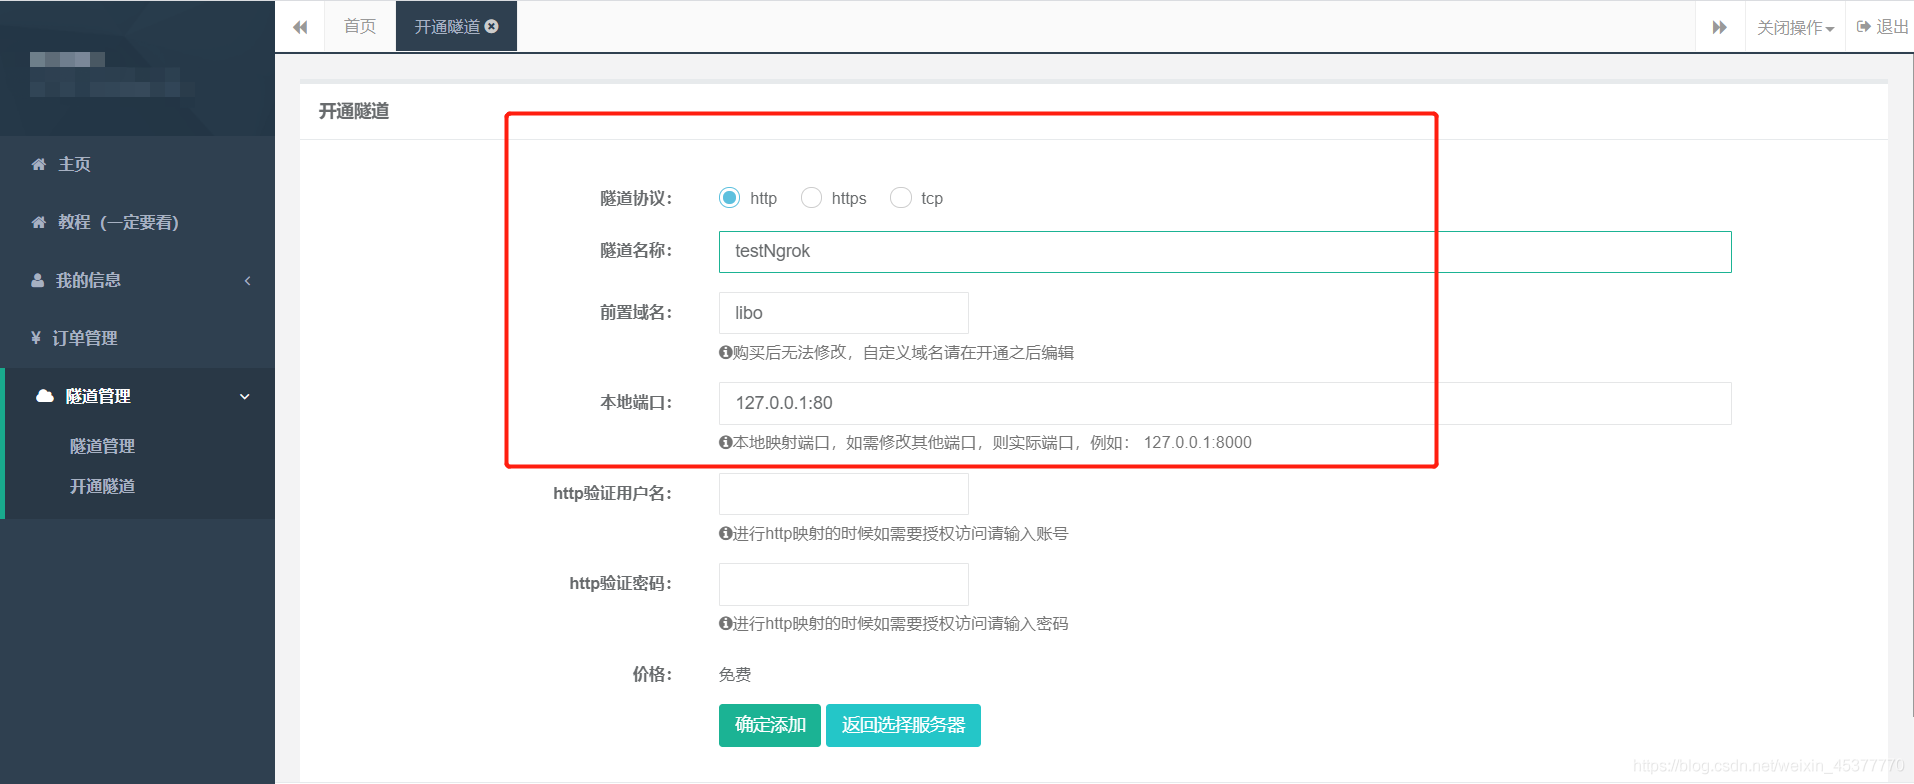 首页
开通隧道
关闭操作
退出
主页
教程（一定要看）
我的信息
¥ 订单管理
隧道管理
隧道管理
开通隧道
开通隧道
隧道协议： http https tcp
隧道名称： testNgrok
前置域名： libo
购买后无法修改，自定义域名请在开通之后编辑
本地端口： 127.0.0.1:80
本地映射端口，如需修改其他端口，则实际端口，例如： 127.0.0.1:8000
http验证用户名：
进行http映射的时候如需要授权访问请输入账号
http验证密码：
进行http映射的时候如需要授权访问请输入密码
价格： 免费
确定添加 返回选择服务器
https://blog.csdn.net/weixin_45377770